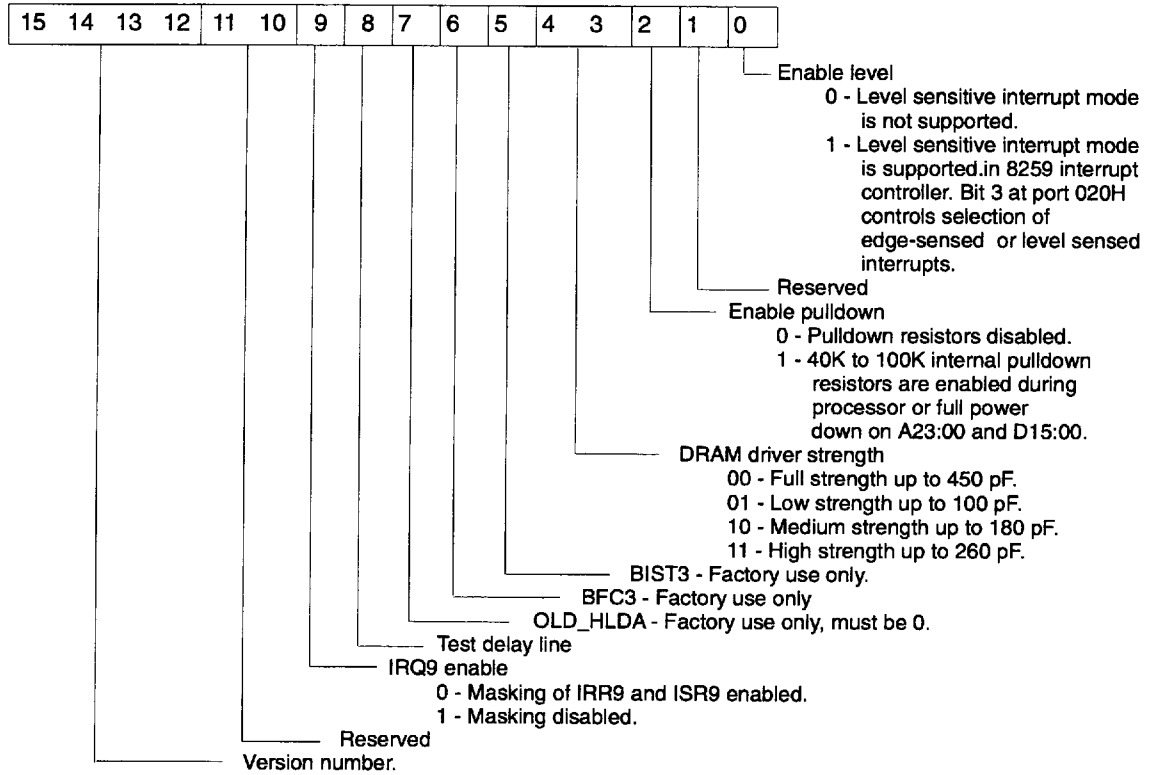 15 14 13 12 11 10 9 8 7 6 5 4 3 2 1 0
Enable level
0 - Level sensitive interrupt mode
is not supported.
1 - Level sensitive interrupt mode
is supported.in 8259 interrupt
controller. Bit 3 at port 020H
controls selection of
edge-sensed or level sensed
interrupts.
Reserved
Enable pulldown
0 - Pulldown resistors disabled.
1 - 40K to 100K internal pulldown
resistors are enabled during
processor or full power
down on A23:00 and D15:00.
DRAM driver strength
00 - Full strength up to 450 pF.
01 - Low strength up to 100 pF.
10 - Medium strength up to 180 pF.
11 - High strength up to 260 pF.
BIST3 - Factory use only.
BFC3 - Factory use only
OLD_HLDA - Factory use only, must be 0.
Test delay line
IRQ9 enable
0 - Masking of IRR9 and ISR9 enabled.
1 - Masking disabled.
Reserved
Version number.